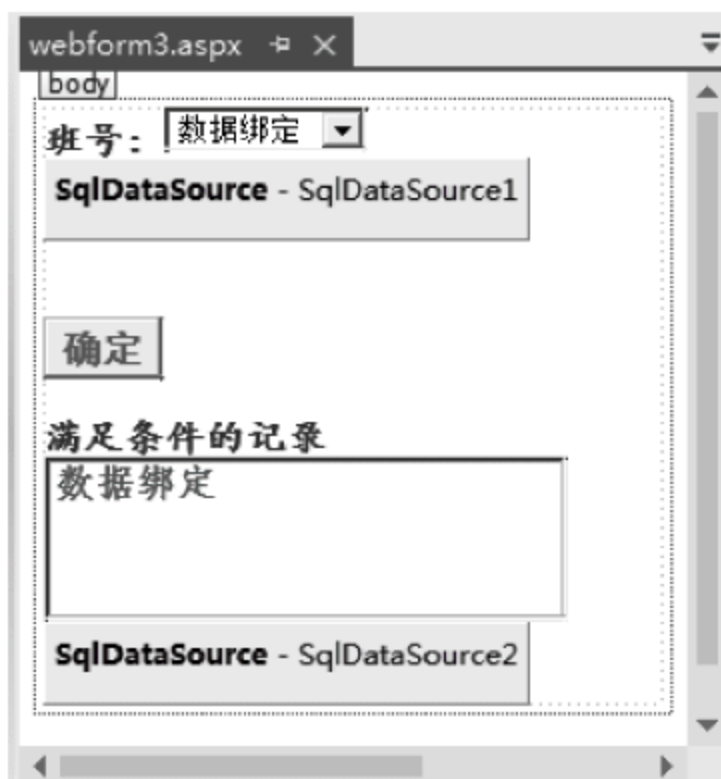 webform3.aspx
body
班号： 数据绑定
SqlDataSource - SqlDataSource1
确定
满足条件的记录
数据绑定
SqlDataSource - SqlDataSource2